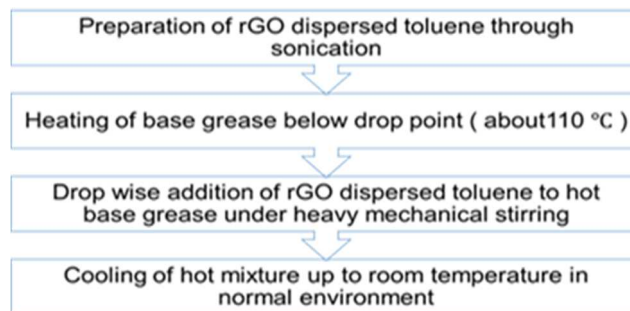 Preparation of rGO dispersed toluene through
sonication
Heating of base grease below drop point ( about110 ℃ )
Drop wise addition of rGO dispersed toluene to hot
base grease under heavy mechanical stirring
Cooling of hot mixture up to room temperature in
normal environment